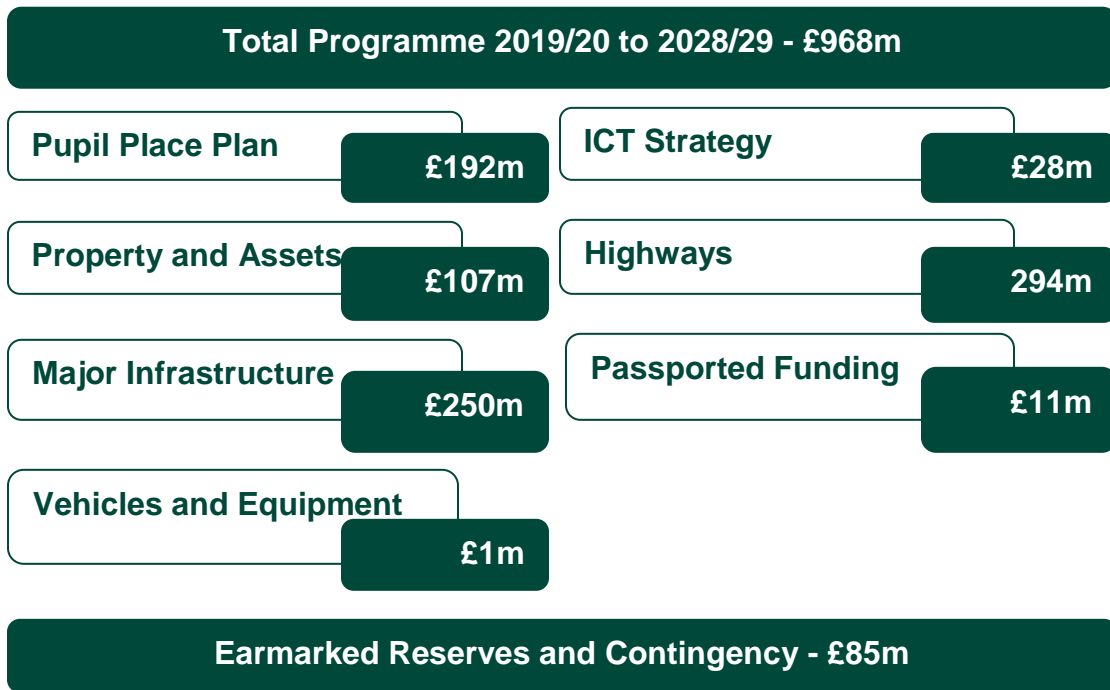 Total Programme 2019/20 to 2028/29 - £968m
Pupil Place Plan
£192m
ICT Strategy
£28m
Property and Assets
£107m
Highways
294m
Major Infrastructure
£250m
Passported Funding
£11m
Vehicles and Equipment
£1m
Earmarked Reserves and Contingency - £85m